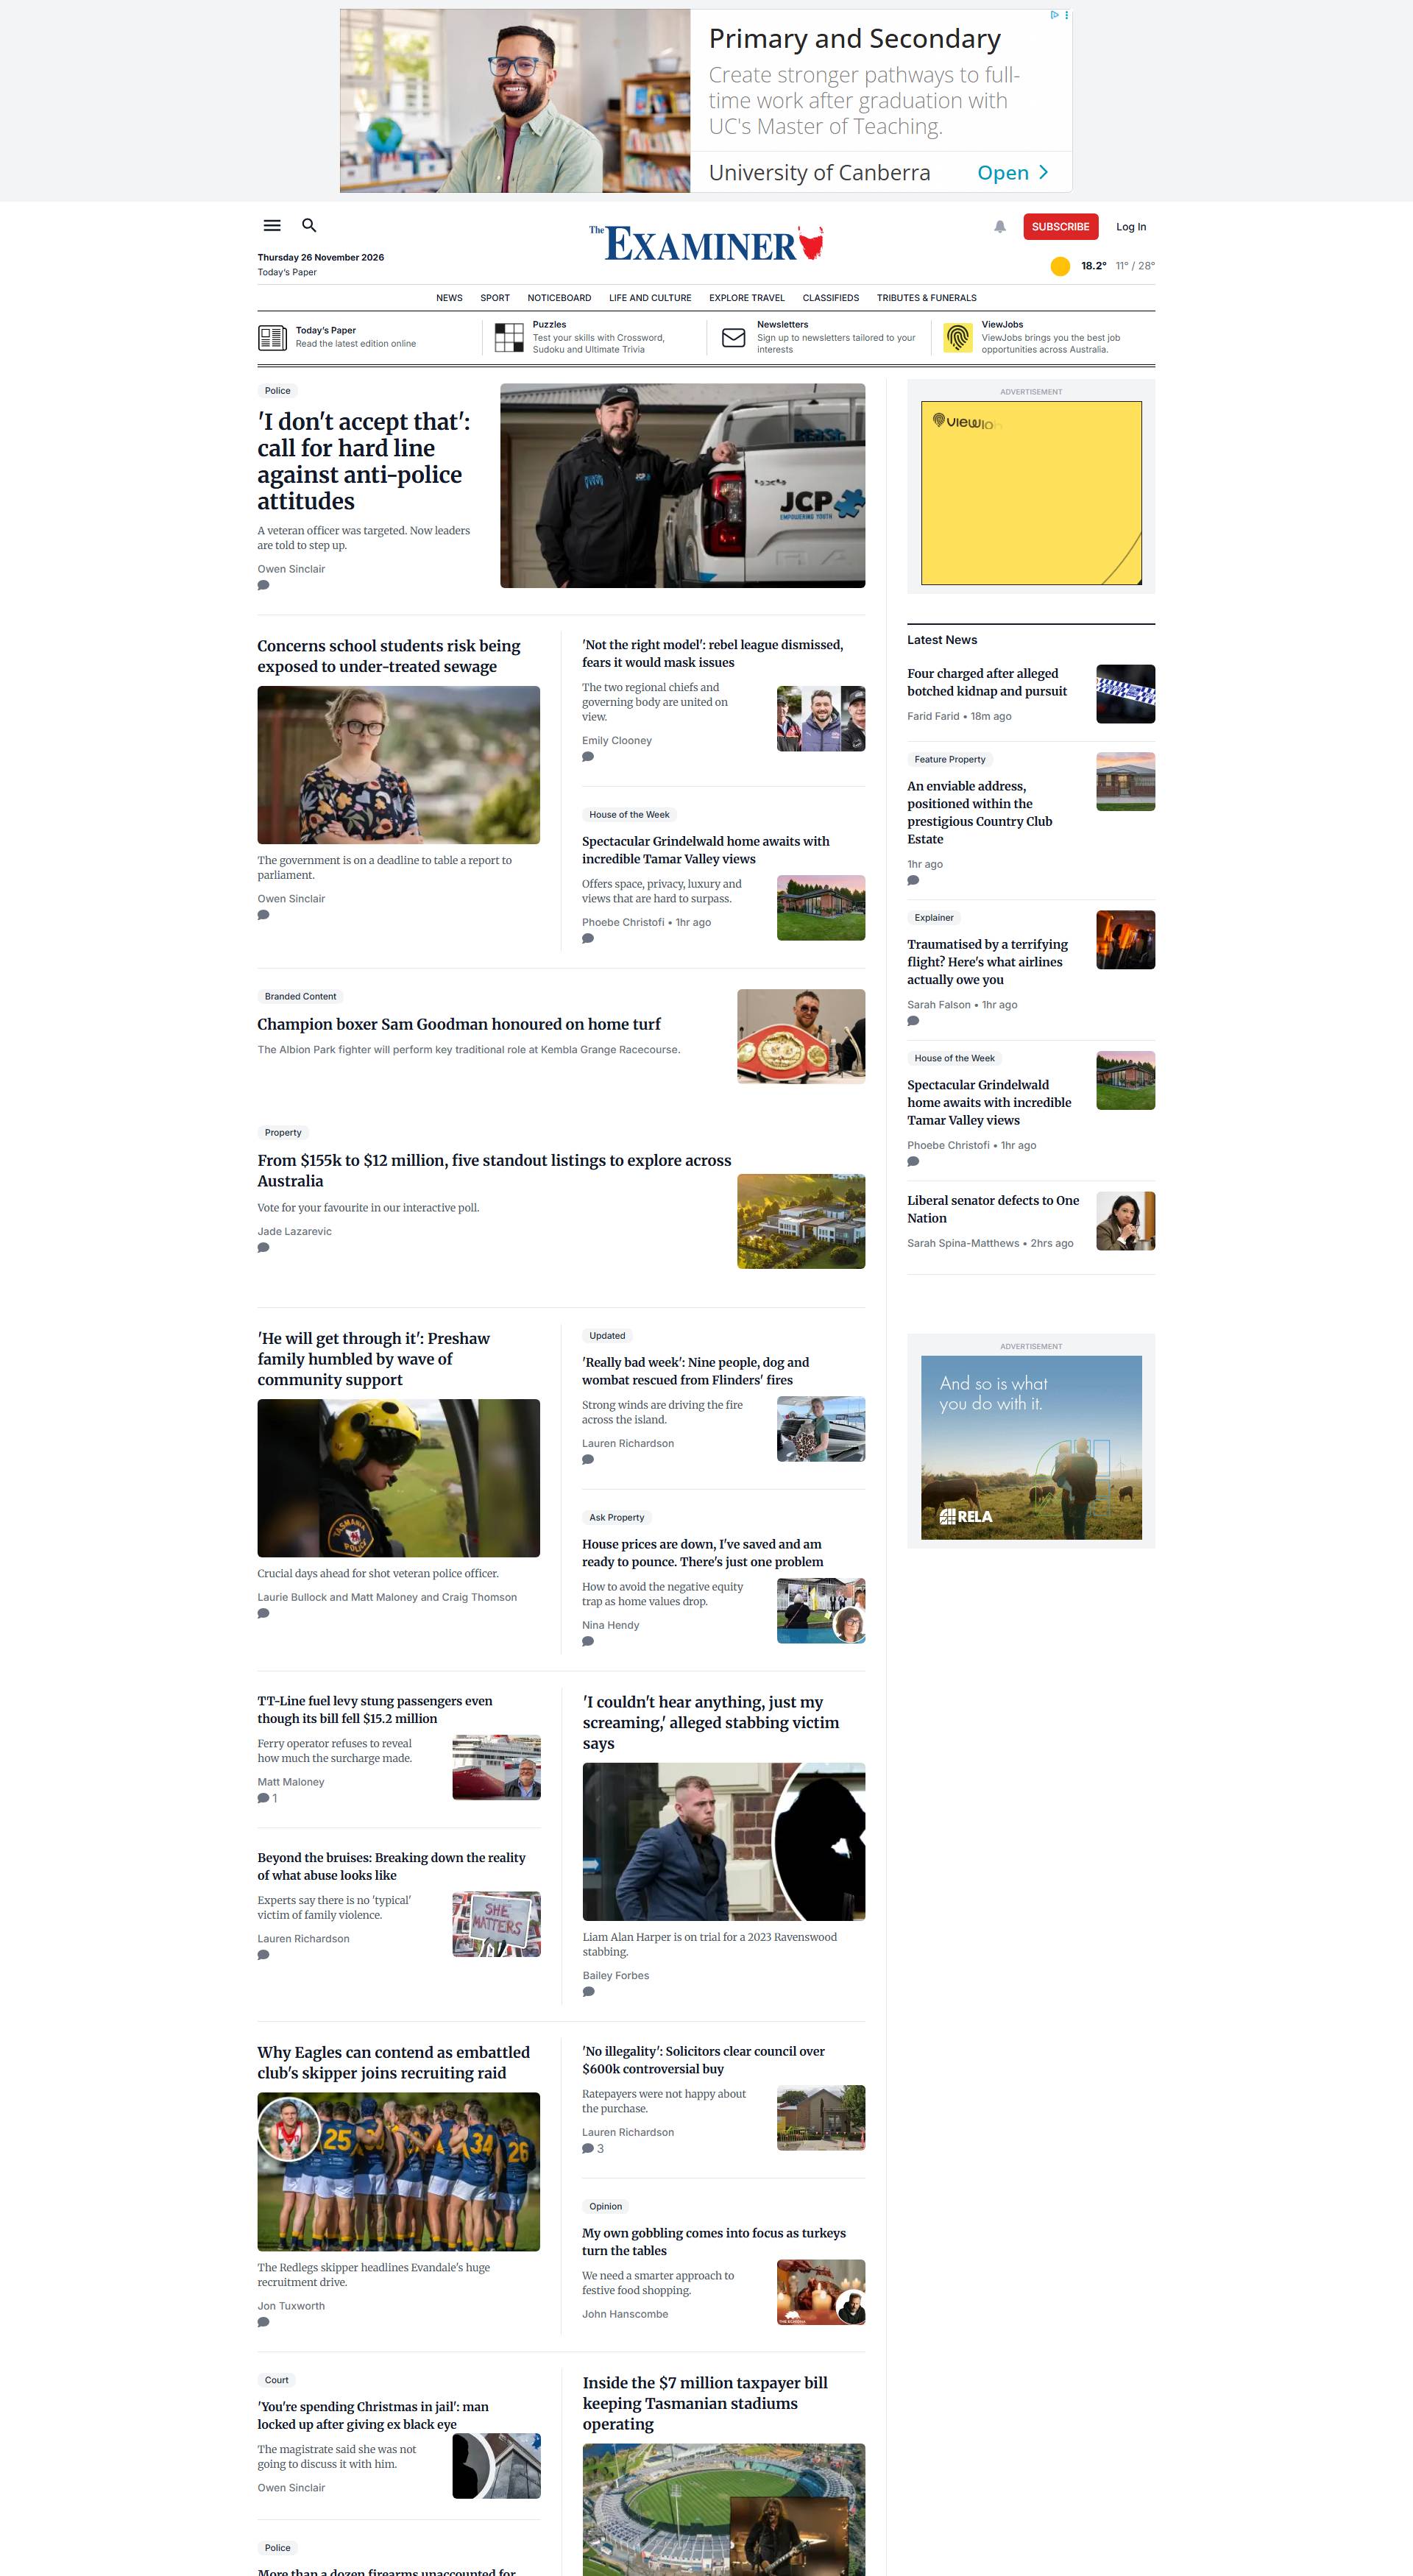 Primary and Secondary
Create stronger pathways to full-
time work after graduation with
UC's Master of Teaching.
University of Canberra
Open
The EXAMINER
SUBSCRIBE
Log In
Thursday 26 November 2026
Today's Paper
18.2° 11° / 28°
NEWS SPORT NOTICEBOARD LIFE AND CULTURE EXPLORE TRAVEL CLASSIFIEDS TRIBUTES & FUNERALS
Today's Paper
Read the latest edition online
Puzzles
Test your skills with Crossword,
Sudoku and Ultimate Trivia
Newsletters
Sign up to newsletters tailored to your
interests
ViewJobs
ViewJobs brings you the best job
opportunities across Australia.
Police
'I don't accept that':
call for hard line
against anti-police
attitudes
A veteran officer was targeted. Now leaders
are told to step up.
Owen Sinclair
JCP
EMPOWERING YOUTH
Concerns school students risk being
exposed to under-treated sewage
The government is on a deadline to table a report to
parliament.
Owen Sinclair
'Not the right model': rebel league dismissed,
fears it would mask issues
The two regional chiefs and
governing body are united on
view.
Emily Clooney
House of the Week
Spectacular Grindelwald home awaits with
incredible Tamar Valley views
Offers space, privacy, luxury and
views that are hard to surpass.
Phoebe Christofi • 1hr ago
Branded Content
Champion boxer Sam Goodman honoured on home turf
The Albion Park fighter will perform key traditional role at Kembla Grange Racecourse.
Property
From $155k to $12 million, five standout listings to explore across
Australia
Vote for your favourite in our interactive poll.
Jade Lazarevic
'He will get through it': Preshaw
family humbled by wave of
community support
TASMANIA
POLICE
Crucial days ahead for shot veteran police officer.
Laurie Bullock and Matt Maloney and Craig Thomson
Updated
'Really bad week': Nine people, dog and
wombat rescued from Flinders' fires
Strong winds are driving the fire
across the island.
Lauren Richardson
Ask Property
House prices are down, I've saved and am
ready to pounce. There's just one problem
How to avoid the negative equity
trap as home values drop.
Nina Hendy
TT-Line fuel levy stung passengers even
though its bill fell $15.2 million
Ferry operator refuses to reveal
how much the surcharge made.
Matt Maloney
1
Beyond the bruises: Breaking down the reality
of what abuse looks like
Experts say there is no 'typical'
victim of family violence.
Lauren Richardson
SHE
MATTERS
'I couldn't hear anything, just my
screaming,' alleged stabbing victim
says
Liam Alan Harper is on trial for a 2023 Ravenswood
stabbing.
Bailey Forbes
Why Eagles can contend as embattled
club's skipper joins recruiting raid
25
34
26
The Redlegs skipper headlines Evandale's huge
recruitment drive.
Jon Tuxworth
'No illegality': Solicitors clear council over
$600k controversial buy
Ratepayers were not happy about
the purchase.
Lauren Richardson
3
Opinion
My own gobbling comes into focus as turkeys
turn the tables
We need a smarter approach to
festive food shopping.
John Hanscombe
Court
'You're spending Christmas in jail': man
locked up after giving ex black eye
The magistrate said she was not
going to discuss it with him.
Owen Sinclair
Police
More than a dozen firearms unaccounted for
Inside the $7 million taxpayer bill
keeping Tasmanian stadiums
operating
ADVERTISEMENT
viewjob
Latest News
Four charged after alleged
botched kidnap and pursuit
Farid Farid • 18m ago
Feature Property
An enviable address,
positioned within the
prestigious Country Club
Estate
1hr ago
Explainer
Traumatised by a terrifying
flight? Here's what airlines
actually owe you
Sarah Falson • 1hr ago
House of the Week
Spectacular Grindelwald
home awaits with incredible
Tamar Valley views
Phoebe Christofi • 1hr ago
Liberal senator defects to One
Nation
Sarah Spina-Matthews • 2hrs ago
ADVERTISEMENT
And so is what
you do with it.
RELA